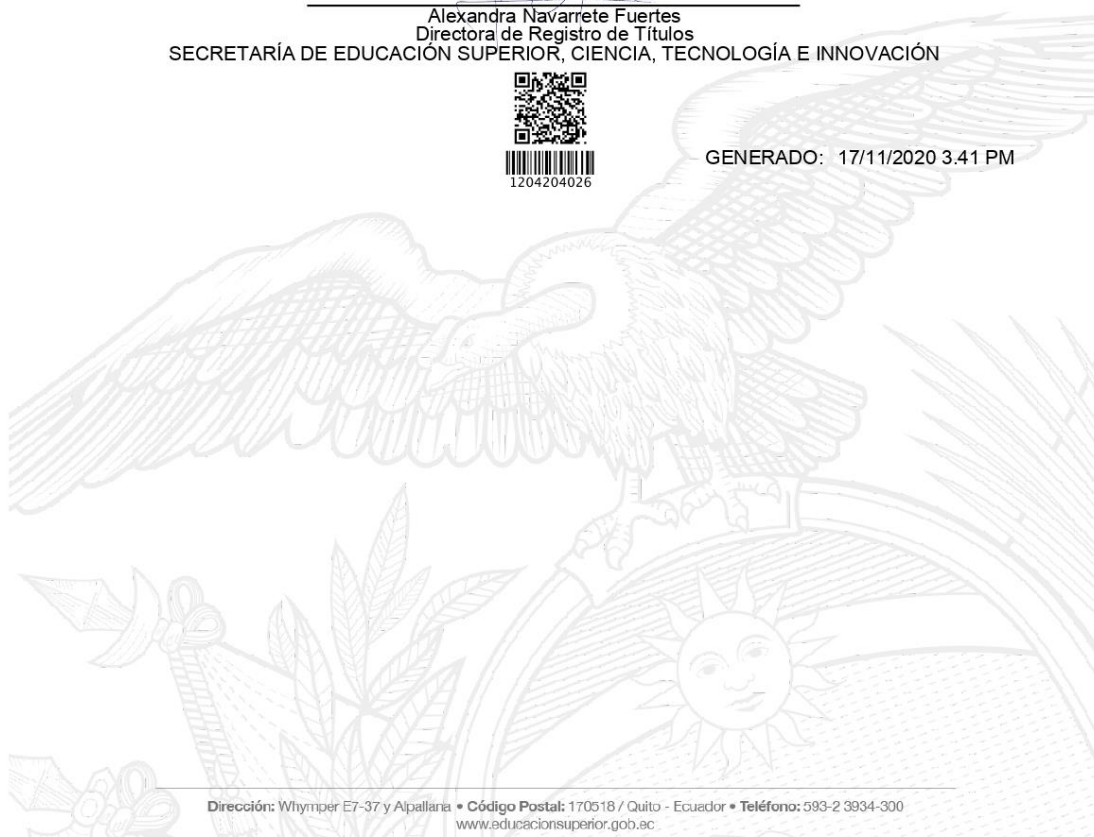 Alexandra Navarrete Fuertes
Directora de Registro de Títulos
SECRETARÍA DE EDUCACIÓN SUPERIOR, CIENCIA, TECNOLOGÍA E INNOVACIÓN
1204204026
GENERADO: 17/11/2020 3.41 PM
Dirección: Whymper E7-37 y Alpallana • Código Postal: 170518 / Quito - Ecuador • Teléfono: 593-2 3934-300
www.educacionsuperior.gob.ec